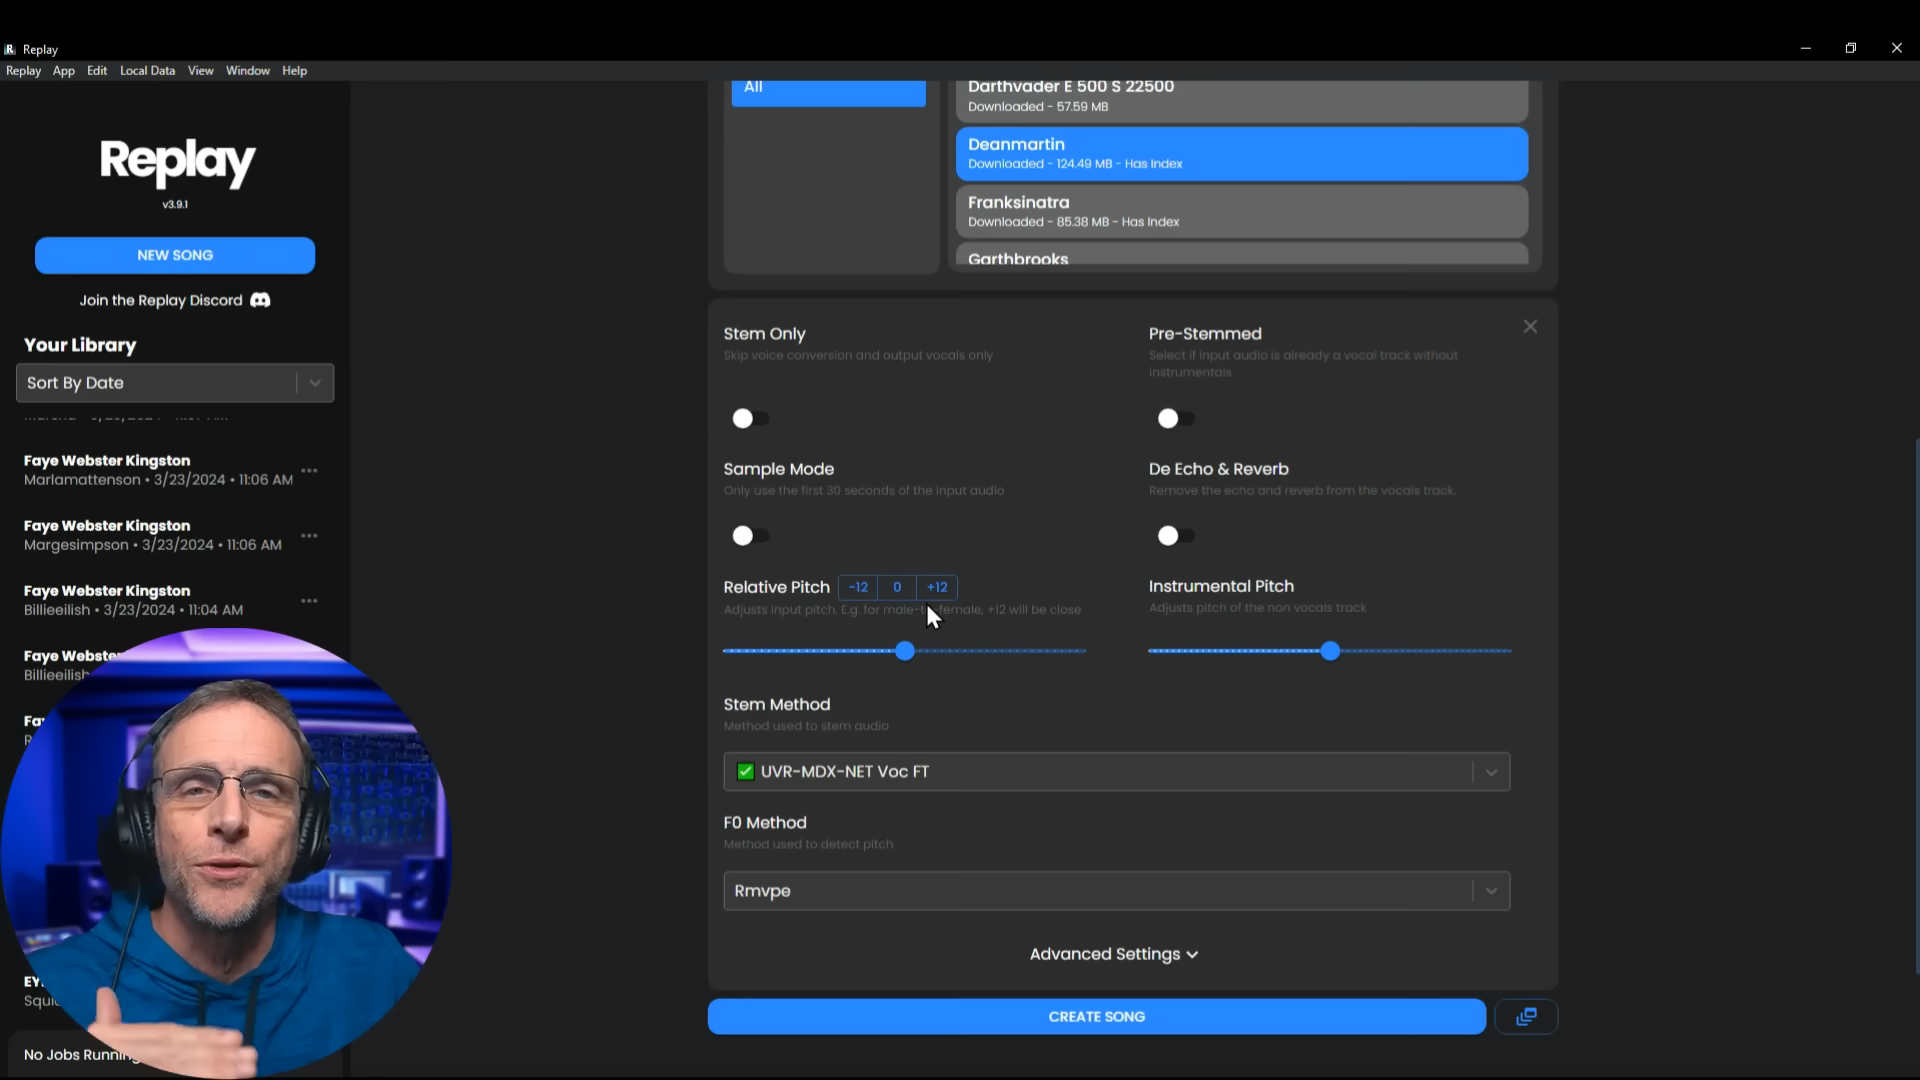 Replay
Replay App Edit Local Data View Window Help
Replay
v3.9.1
NEW SONG
Join the Replay Discord
Your Library
Sort By Date
Faye Webster Kingston
Marlamattenson • 3/23/2024 • 11:06 AM
Faye Webster Kingston
Margesimpson • 3/23/2024 • 11:06 AM
Faye Webster Kingston
Billieeilish • 3/23/2024 • 11:04 AM
Faye Webste
Billieeilish
No Jobs Running
All
Darthvader E 500 S 22500
Downloaded - 57.59 MB
Deanmartin
Downloaded - 124.49 MB - Has Index
Franksinatra
Downloaded - 85.38 MB - Has Index
Garthbrooks
Stem Only
Skip voice conversion and output vocals only
Pre-Stemmed
Select if input audio is already a vocal track without
instrumentals
Sample Mode
Only use the first 30 seconds of the input audio
De Echo & Reverb
Remove the echo and reverb from the vocals track.
Relative Pitch -12 0 +12
Adjusts input pitch. E.g. for male-t female, +12 will be close
Instrumental Pitch
Adjusts pitch of the non vocals track
Stem Method
Method used to stem audio
✅ UVR-MDX-NET Voc FT
F0 Method
Method used to detect pitch
Rmvpe
Advanced Settings
CREATE SONG